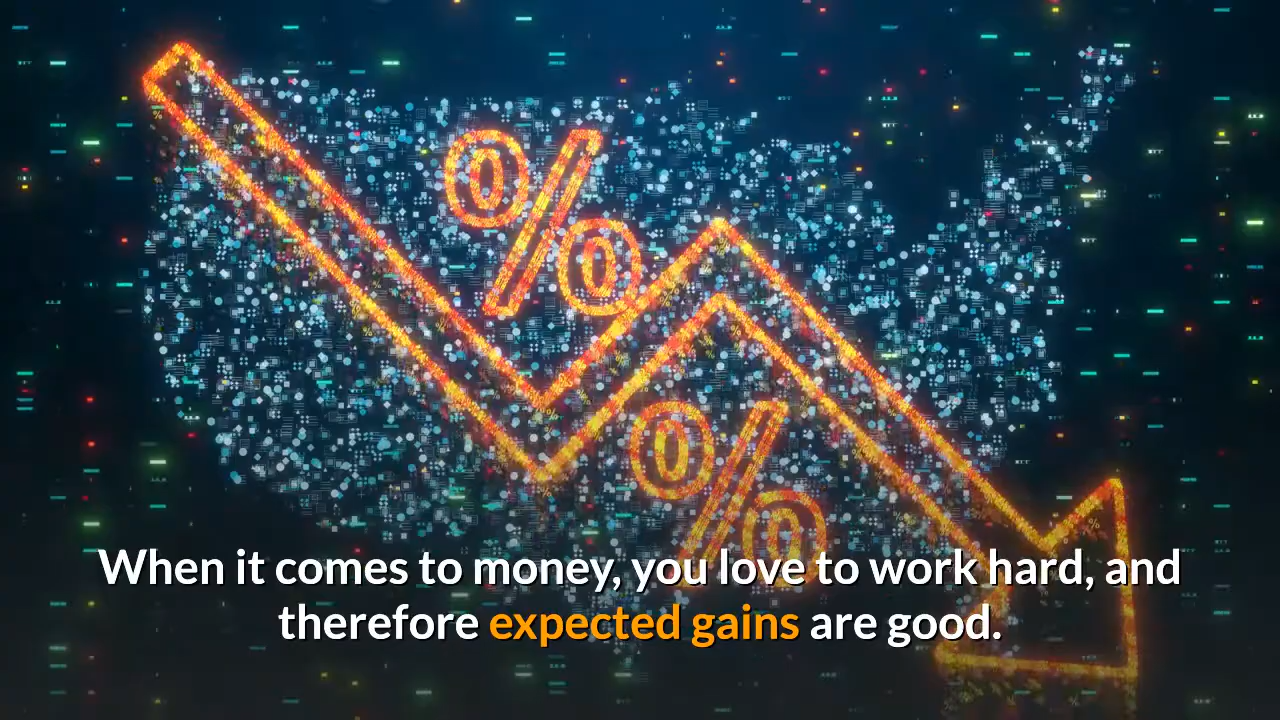 %
%
When it comes to money, you love to work hard, and
therefore expected gains are good.